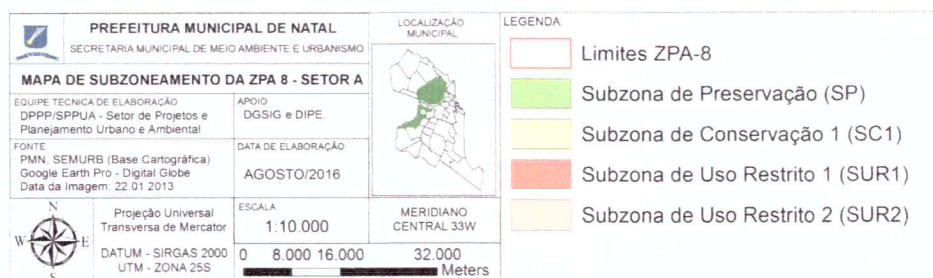 PREFEITURA MUNICIPAL DE NATAL
SECRETARIA MUNICIPAL DE MEIO AMBIENTE E URBANISMO
MAPA DE SUBZONEAMENTO DA ZPA 8 - SETOR A
EQUIPE TECNICA DE ELABORAÇÃO
DPPP/SPPUA - Setor de Projetos e
Planejamento Urbano e Ambiental
APOIO
DGSIG e DIPE
FONTE
PMN, SEMURB (Base Cartográfica)
Google Earth Pro - Digital Globe
Data da Imagem: 22.01.2013
DATA DE ELABORAÇÃO
AGOSTO/2016
LOCALIZAÇÃO
MUNICIPAL
N
W E
S
Projeção Universal
Transversa de Mercator
DATUM - SIRGAS 2000
UTM - ZONA 25S
ESCALA
1:10.000
MERIDIANO
CENTRAL 33W
0 8.000 16.000 32.000
Meters
LEGENDA
Limites ZPA-8
Subzona de Preservação (SP)
Subzona de Conservação 1 (SC1)
Subzona de Uso Restrito 1 (SUR1)
Subzona de Uso Restrito 2 (SUR2)